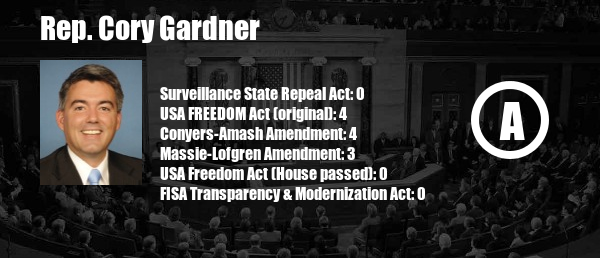 Rep. Cory Gardner
Surveillance State Repeal Act: 0
USA FREEDOM Act (original): 4
Conyers-Amash Amendment: 4
Massie-Lofgren Amendment: 3
USA Freedom Act (House passed): 0
FISA Transparency & Modernization Act: 0
A